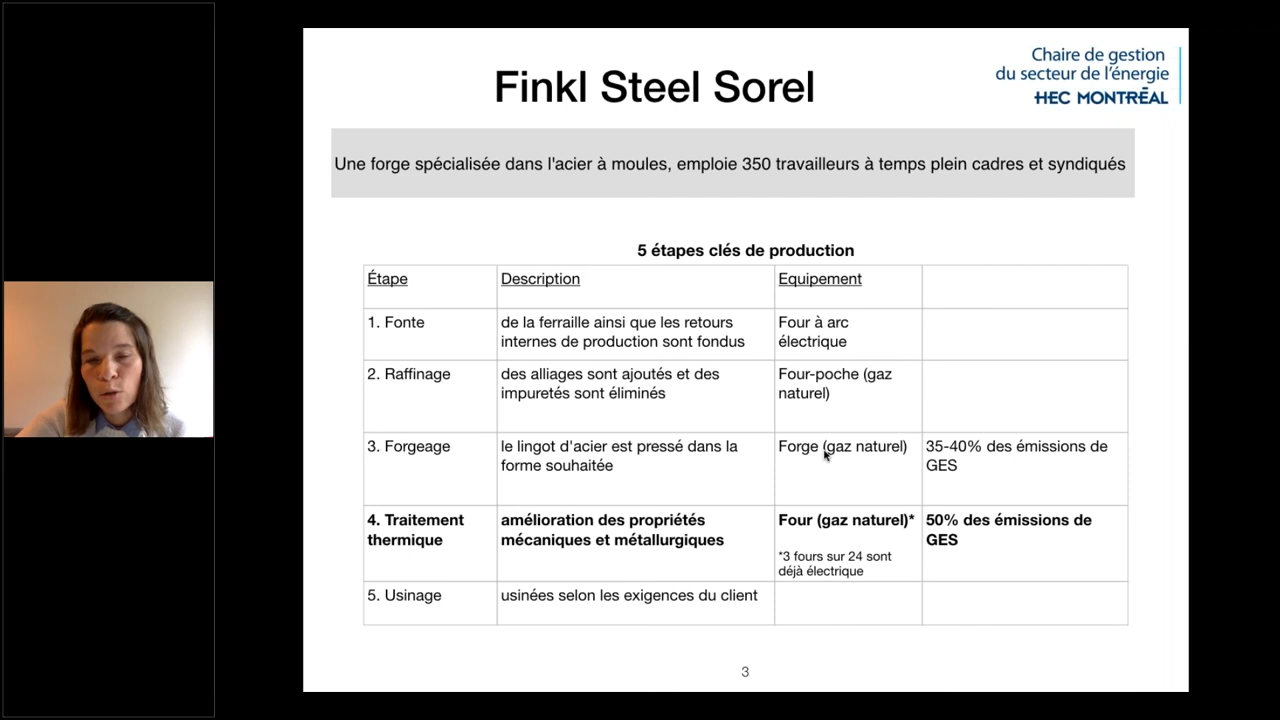 Finkl Steel Sorel
Chaire de gestion
du secteur de l'énergie
HEC MONTRĒAL
Une forge spécialisée dans l'acier à moules, emploie 350 travailleurs à temps plein cadres et syndiqués
5 étapes clés de production
Étape
Description
Equipement
1. Fonte
de la ferraille ainsi que les retours
internes de production sont fondus
Four à arc
électrique
2. Raffinage
des alliages sont ajoutés et des
impuretés sont éliminés
Four-poche (gaz
naturel)
3. Forgeage
le lingot d'acier est pressé dans la
forme souhaitée
Forge (gaz naturel)
35-40% des émissions de
GES
4. Traitement
thermique
amélioration des propriétés
mécaniques et métallurgiques
Four (gaz naturel)*
*3 fours sur 24 sont
déjà électrique
50% des émissions de
GES
5. Usinage
usinées selon les exigences du client
3